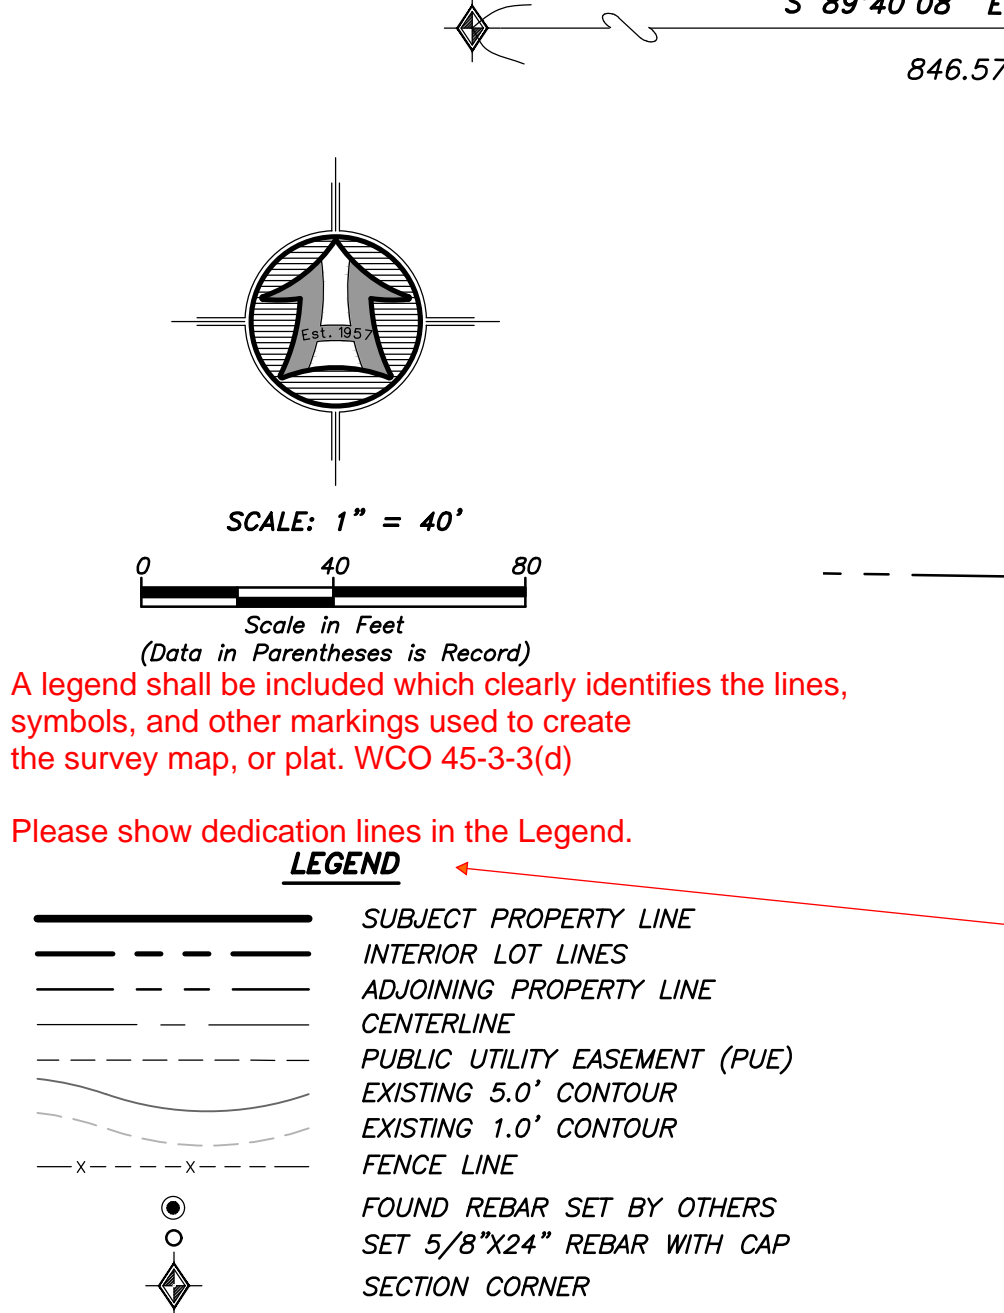 S 89°40'08" E
846.57
Est. 1957
SCALE: 1" = 40'
0 40 80
Scale in Feet
(Data in Parentheses is Record)
A legend shall be included which clearly identifies the lines,
symbols, and other markings used to create
the survey map, or plat. WCO 45-3-3(d)
Please show dedication lines in the Legend.
LEGEND
SUBJECT PROPERTY LINE
INTERIOR LOT LINES
ADJOINING PROPERTY LINE
CENTERLINE
PUBLIC UTILITY EASEMENT (PUE)
EXISTING 5.0' CONTOUR
EXISTING 1.0' CONTOUR
X X FENCE LINE
FOUND REBAR SET BY OTHERS
SET 5/8"X24" REBAR WITH CAP
SECTION CORNER